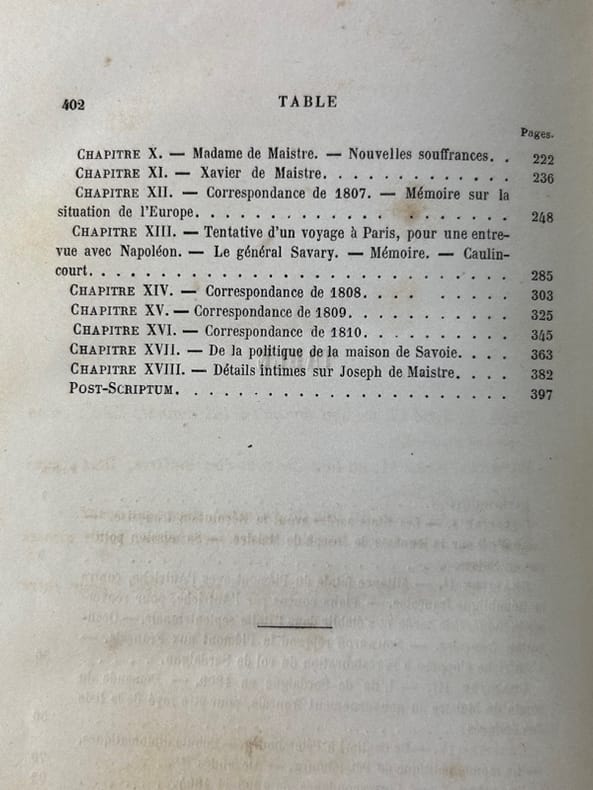 402 TABLE
Pages.
CHAPITRE X. — Madame de Maistre. — Nouvelles souffrances. . 222
CHAPITRE XI. — Xavier de Maistre. . . . . . . . . . . . 236
CHAPITRE XII. — Correspondance de 1807. — Mémoire sur la
situation de l'Europe. . . . . . . . . . . . . . . . . . . . 248
CHAPITRE XIII. — Tentative d'un voyage à Paris, pour une entre-
vue avec Napoléon. — Le général Savary. — Mémoire. — Caulin-
court. . . . . . . . . . . . . . . . . . . . . . . . . . . . . 285
CHAPITRE XIV. — Correspondance de 1808. . . . . . . . . 303
CHAPITRE XV. — Correspondance de 1809. . . . . . . . . . 325
CHAPITRE XVI. — Correspondance de 1810. . . . . . . . . . 345
CHAPITRE XVII. — De la politique de la maison de Savoie. . . . 363
CHAPITRE XVIII. — Détails intimes sur Joseph de Maistre. . . . 382
POST-SCRIPTUM. . . . . . . . . . . . . . . . . . . . . . 397